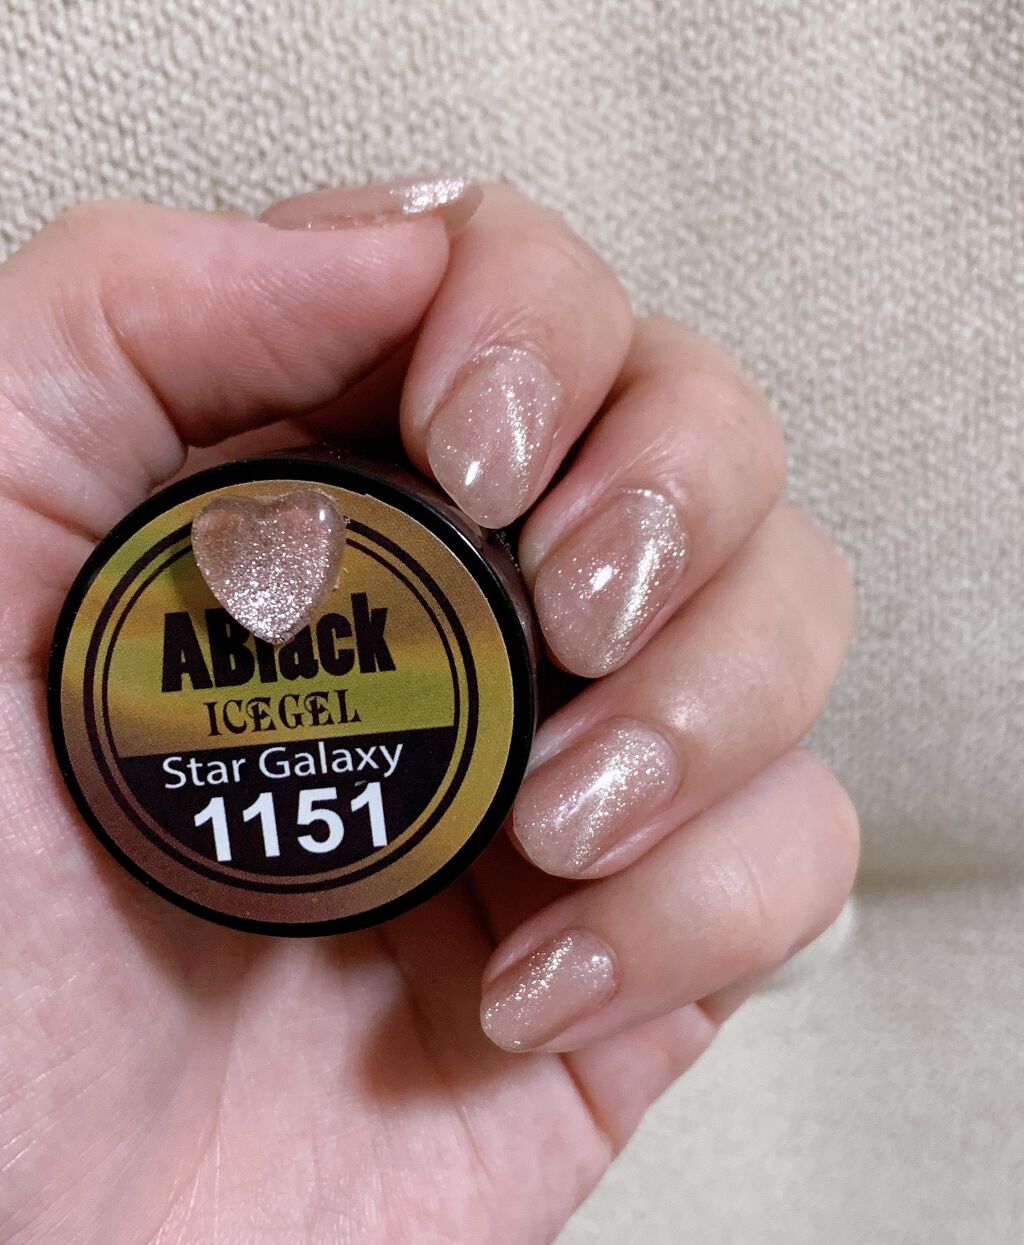 ABlack
ICEGEL
Star Galaxy
1151